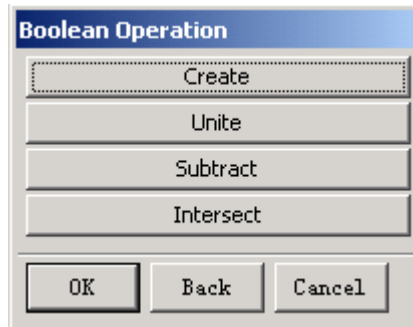 Boolean Operation
Create
Unite
Subtract
Intersect
OK Back Cancel